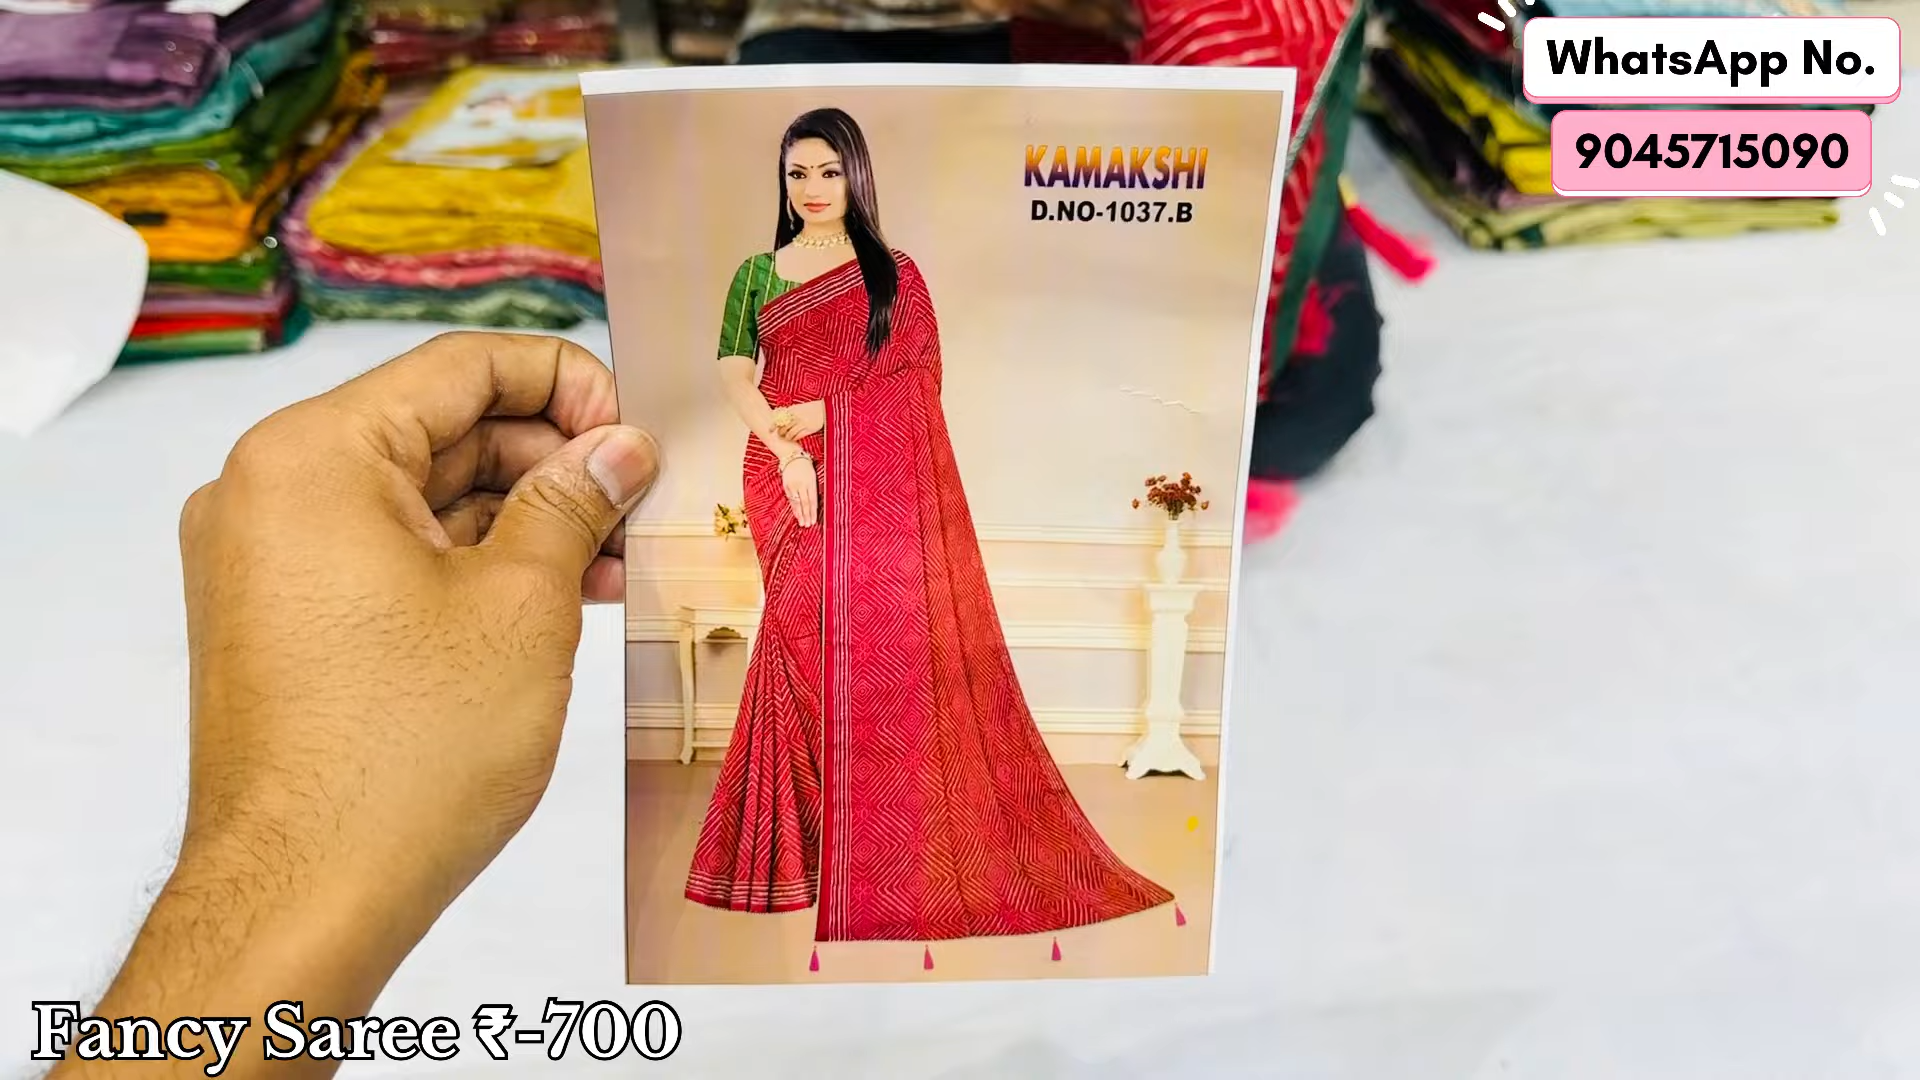 WhatsApp No.
9045715090
KAMAKSHI
D.NO-1037.B
Fancy Saree ₹-700